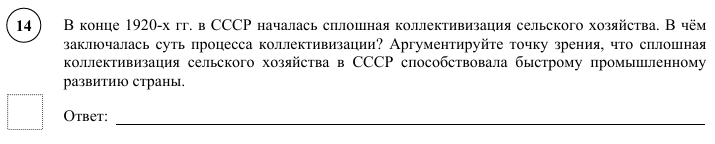 14 В конце 1920-х гг. в СССР началась сплошная коллективизация сельского хозяйства. В чём
заключалась суть процесса коллективизации? Аргументируйте точку зрения, что сплошная
коллективизация сельского хозяйства в СССР способствовала быстрому промышленному
развитию страны.
Ответ: